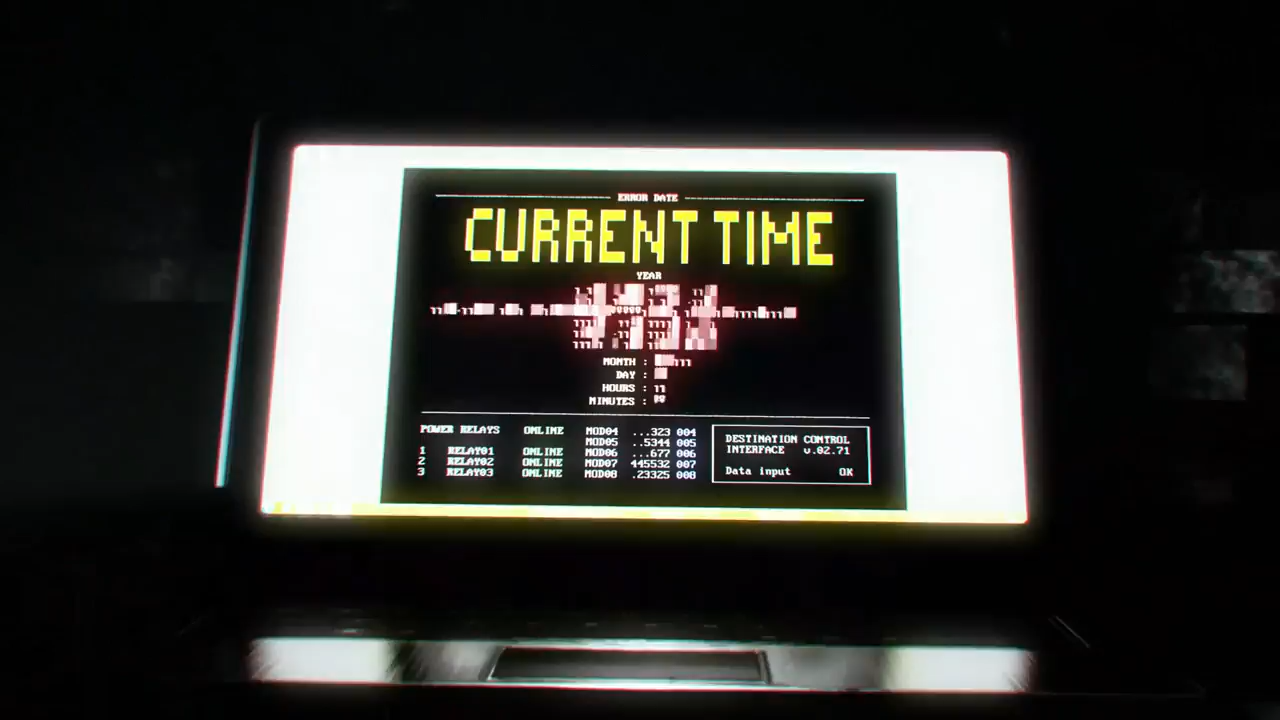 ERROR DATE
CURRENT TIME
YEAR
MONTH :
DAY :
HOURS : 11
MINUTES :
POWER RELAYS ONLINE MOD04 ...323 004
MOD05 ..5344 005
1 RELAY01 ONLINE MOD06 ...677 006
2 RELAY02 ONLINE MOD07 445532 007
3 RELAY03 ONLINE MOD08 .23325 008
DESTINATION CONTROL
INTERFACE v.02.71
Data input OK